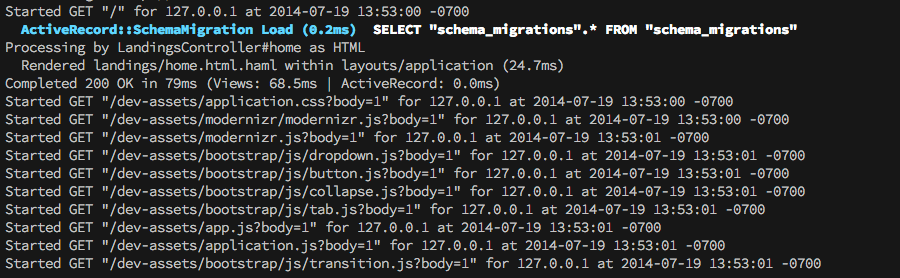 Started GET "/" for 127.0.0.1 at 2014-07-19 13:53:00 -0700
ActiveRecord::SchemaMigration Load (0.2ms) SELECT "schema_migrations".* FROM "schema_migrations"
Processing by LandingsController#home as HTML
Rendered landings/home.html.haml within layouts/application (24.7ms)
Completed 200 OK in 79ms (Views: 68.5ms | ActiveRecord: 0.0ms)
Started GET "/dev-assets/application.css?body=1" for 127.0.0.1 at 2014-07-19 13:53:00 -0700
Started GET "/dev-assets/modernizr/modernizr.js?body=1" for 127.0.0.1 at 2014-07-19 13:53:00 -0700
Started GET "/dev-assets/modernizr.js?body=1" for 127.0.0.1 at 2014-07-19 13:53:01 -0700
Started GET "/dev-assets/bootstrap/js/dropdown.js?body=1" for 127.0.0.1 at 2014-07-19 13:53:01 -0700
Started GET "/dev-assets/bootstrap/js/button.js?body=1" for 127.0.0.1 at 2014-07-19 13:53:01 -0700
Started GET "/dev-assets/bootstrap/js/collapse.js?body=1" for 127.0.0.1 at 2014-07-19 13:53:01 -0700
Started GET "/dev-assets/bootstrap/js/tab.js?body=1" for 127.0.0.1 at 2014-07-19 13:53:01 -0700
Started GET "/dev-assets/app.js?body=1" for 127.0.0.1 at 2014-07-19 13:53:01 -0700
Started GET "/dev-assets/application.js?body=1" for 127.0.0.1 at 2014-07-19 13:53:01 -0700
Started GET "/dev-assets/bootstrap/js/transition.js?body=1" for 127.0.0.1 at 2014-07-19 13:53:01 -0700